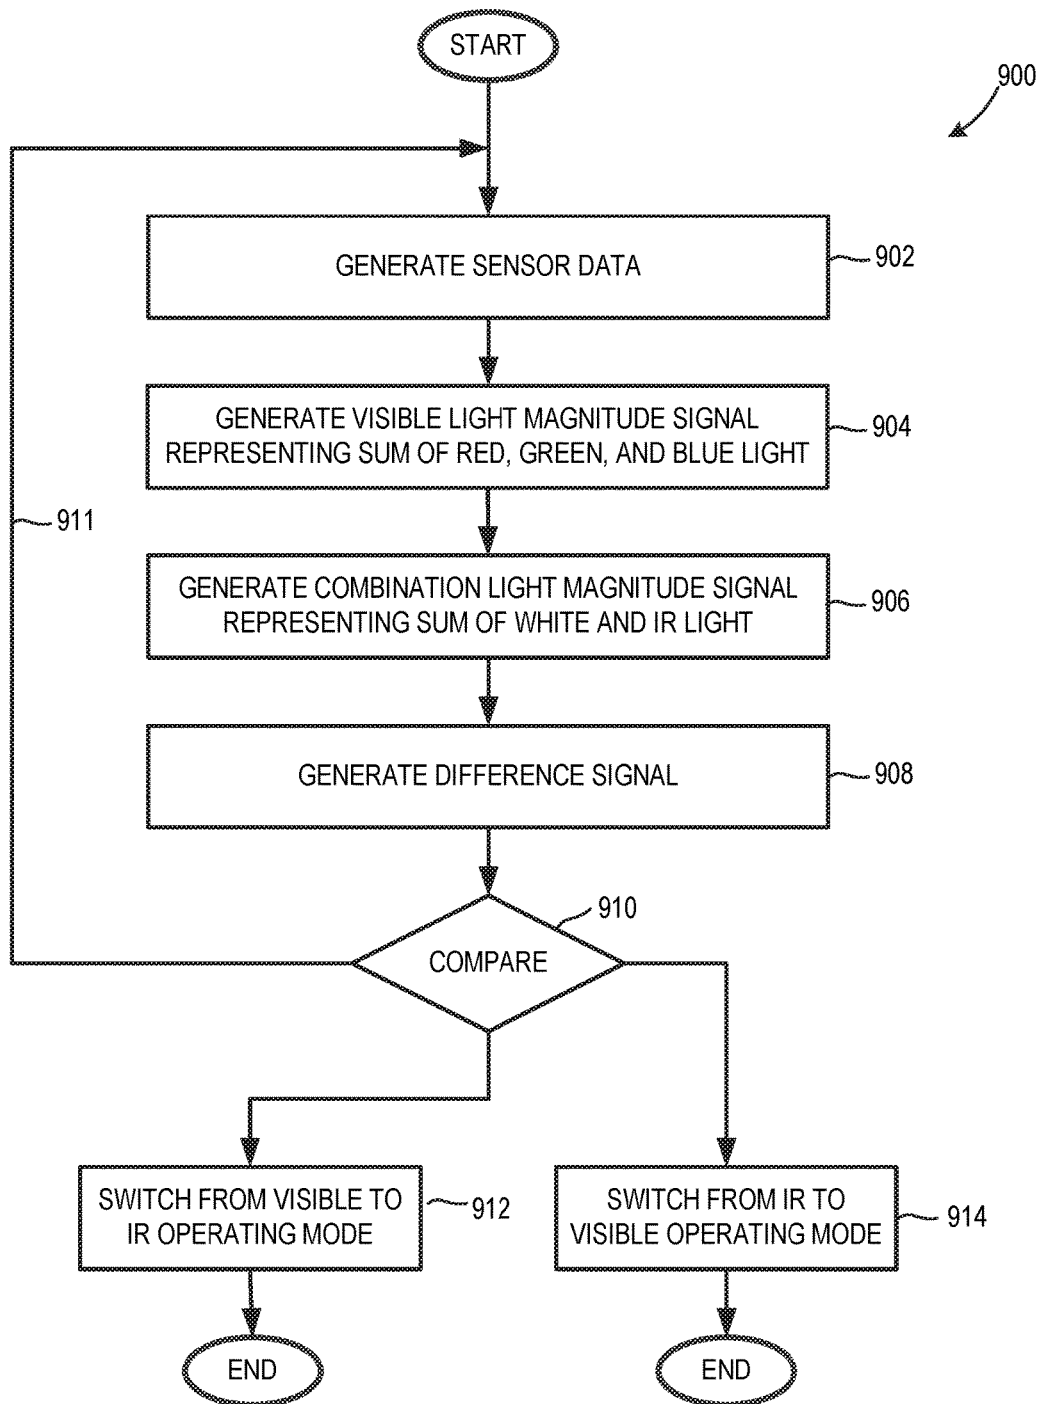 START
900
GENERATE SENSOR DATA
902
GENERATE VISIBLE LIGHT MAGNITUDE SIGNAL
REPRESENTING SUM OF RED, GREEN, AND BLUE LIGHT
904
911
GENERATE COMBINATION LIGHT MAGNITUDE SIGNAL
REPRESENTING SUM OF WHITE AND IR LIGHT
906
GENERATE DIFFERENCE SIGNAL
908
910
COMPARE
SWITCH FROM VISIBLE TO
IR OPERATING MODE
912
SWITCH FROM IR TO
VISIBLE OPERATING MODE
914
END
END